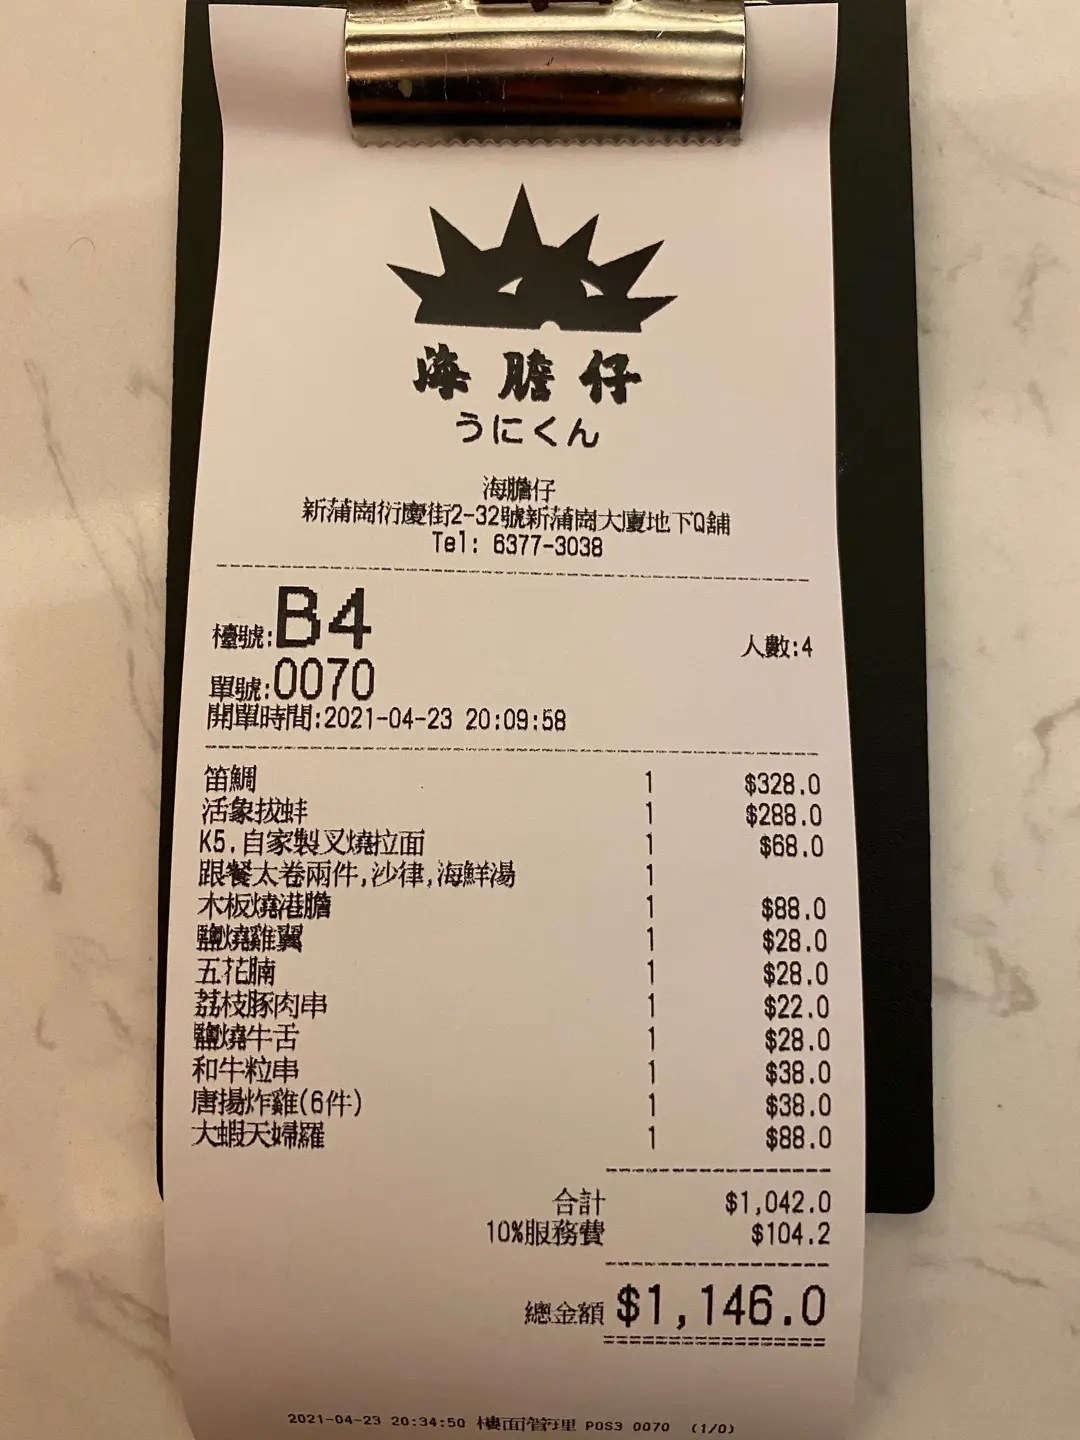 海膽仔
うにくん
海膽仔
新蒲崗衍慶街2-32號新蒲崗大廈地下Q舖
Tel: 6377-3038
檯號:B4 人數:4
單號:0070
開單時間:2021-04-23 20:09:58
笛鯛 1 $328.0
活象拔蚌 1 $288.0
K5.自家製叉燒拉面 1 $68.0
跟餐太卷兩件,沙律,海鮮湯 1
木板燒港膽 1 $88.0
鹽燒雞翼 1 $28.0
五花腩 1 $28.0
荔枝豚肉串 1 $22.0
鹽燒牛舌 1 $28.0
和牛粒串 1 $38.0
唐揚炸雞(6件) 1 $38.0
大蝦天婦羅 1 $88.0
合計 $1,042.0
10%服務費 $104.2
總金額 $1,146.0
2021-04-23 20:34:50 樓面管理 POS3 0070 (1/0)